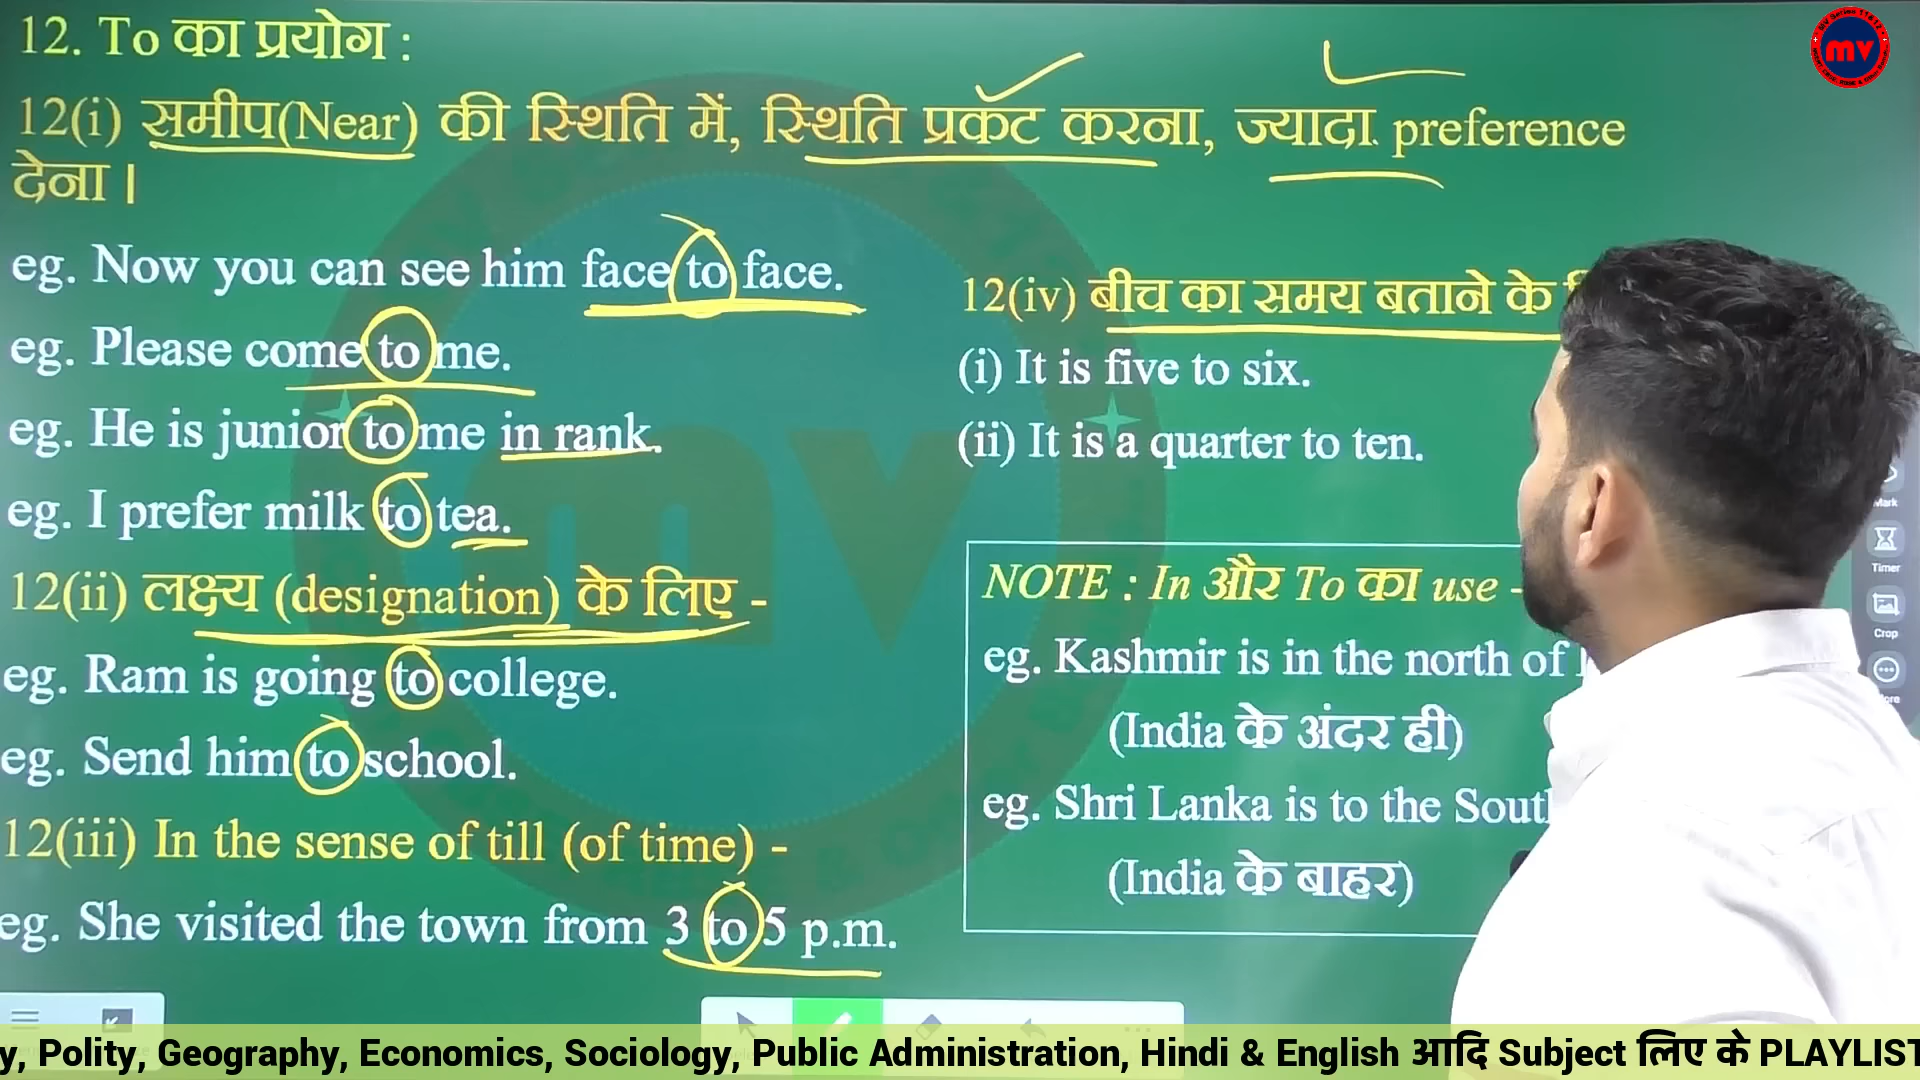 12. To का प्रयोग :
12(i) समीप(Near) की स्थिति में, स्थिति प्रकट करना, ज्यादा preference
देना ।
eg. Now you can see him face to face.
eg. Please come to me.
eg. He is junior to me in rank.
eg. I prefer milk to tea.
12(ii) लक्ष्य (designation) के लिए -
eg. Ram is going to college.
eg. Send him to school.
12(iii) In the sense of till (of time) -
eg. She visited the town from 3 to 5 p.m.
12(iv) बीच का समय बताने के
(i) It is five to six.
(ii) It is a quarter to ten.
NOTE : In और To का use -
eg. Kashmir is in the north of
(India के अंदर ही)
eg. Shri Lanka is to the South
(India के बाहर)
mv
mv
Mark
Timer
Crop
y, Polity, Geography, Economics, Sociology, Public Administration, Hindi & English आदि Subject लिए के PLAYLIST